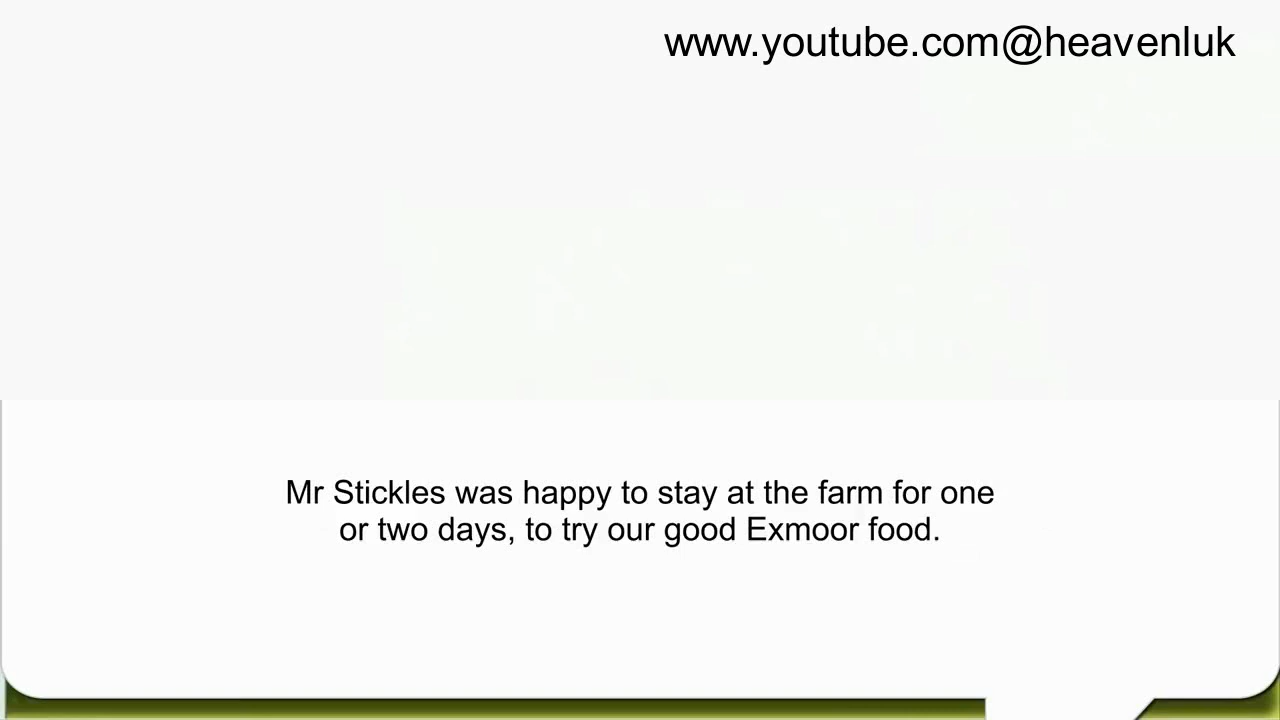 www.youtube.com@heavenluk
Mr Stickles was happy to stay at the farm for one
or two days, to try our good Exmoor food.